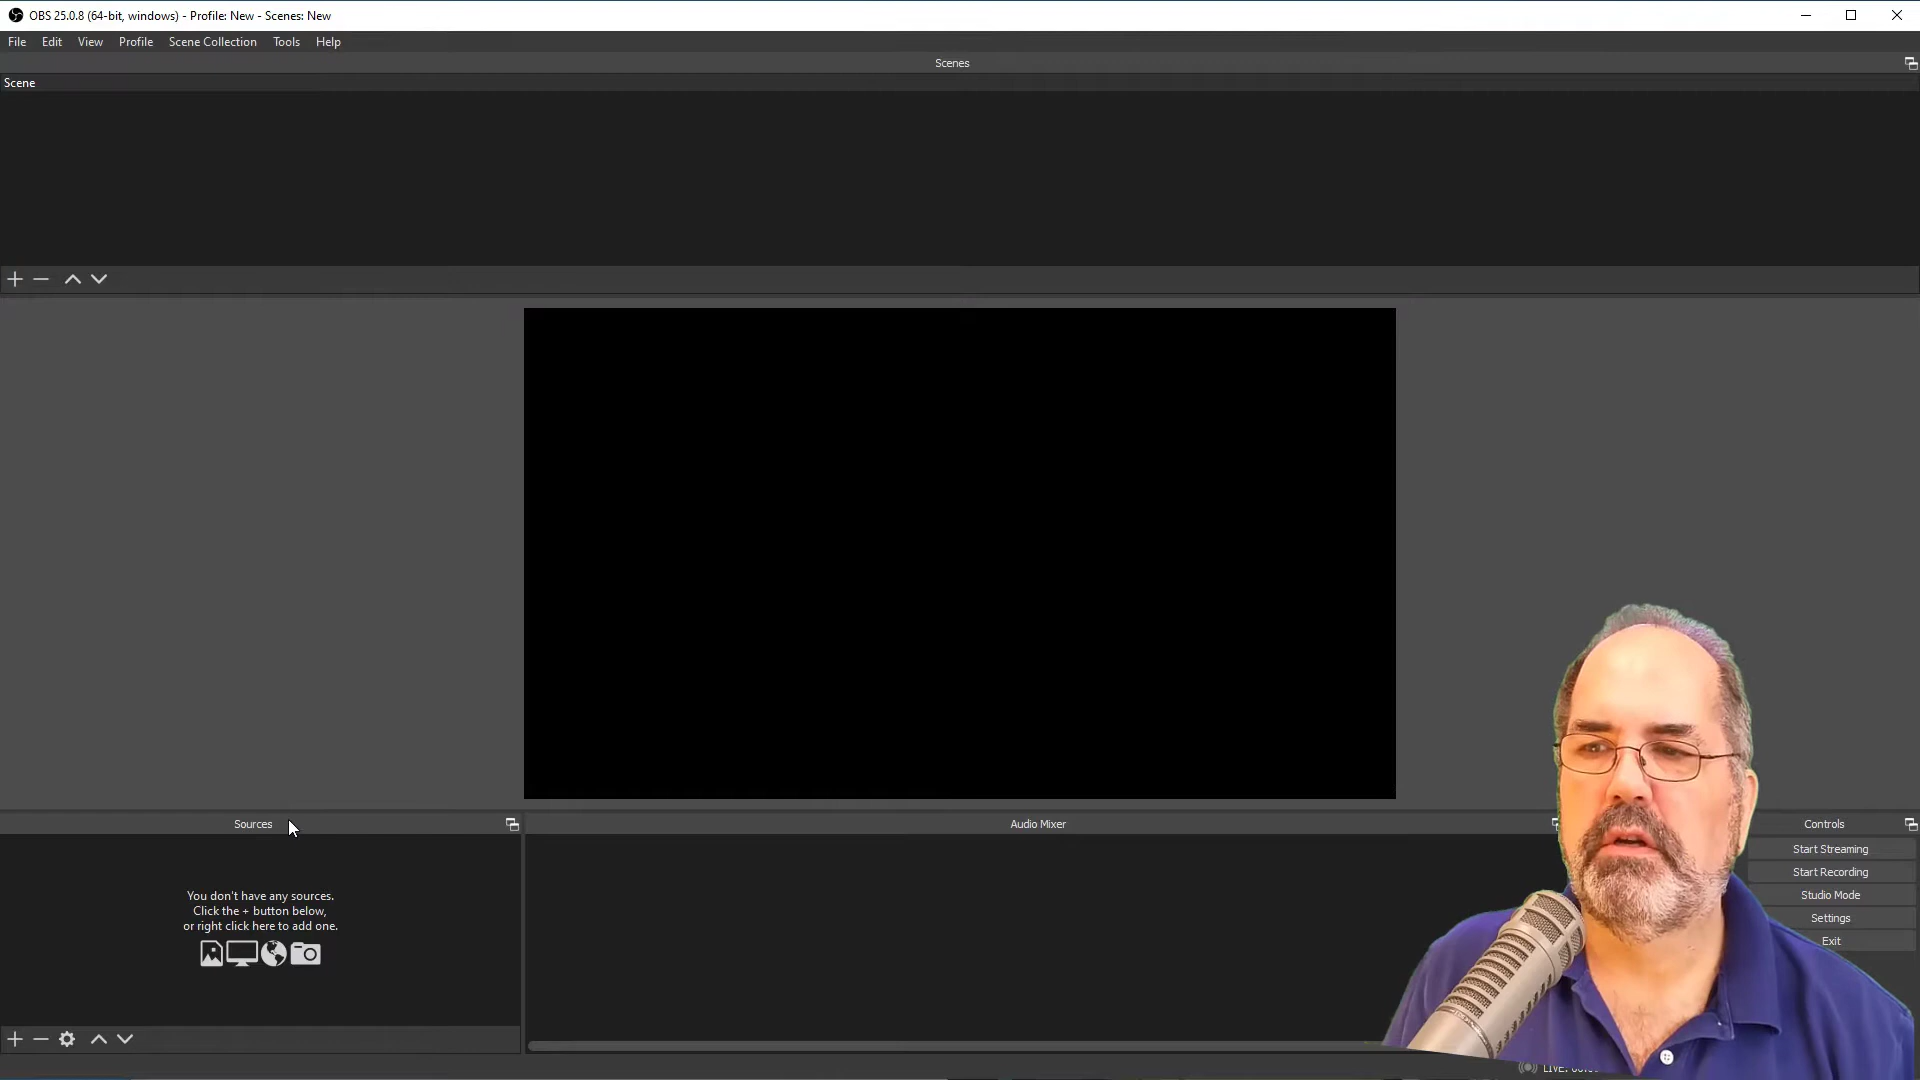 OBS 25.0.8 (64-bit, windows) - Profile: New - Scenes: New
File Edit View Profile Scene Collection Tools Help
Scenes
Scene
Sources
Audio Mixer
Controls
You don't have any sources.
Click the + button below,
or right click here to add one.
Start Streaming
Start Recording
Studio Mode
Settings
Exit
LIVE: